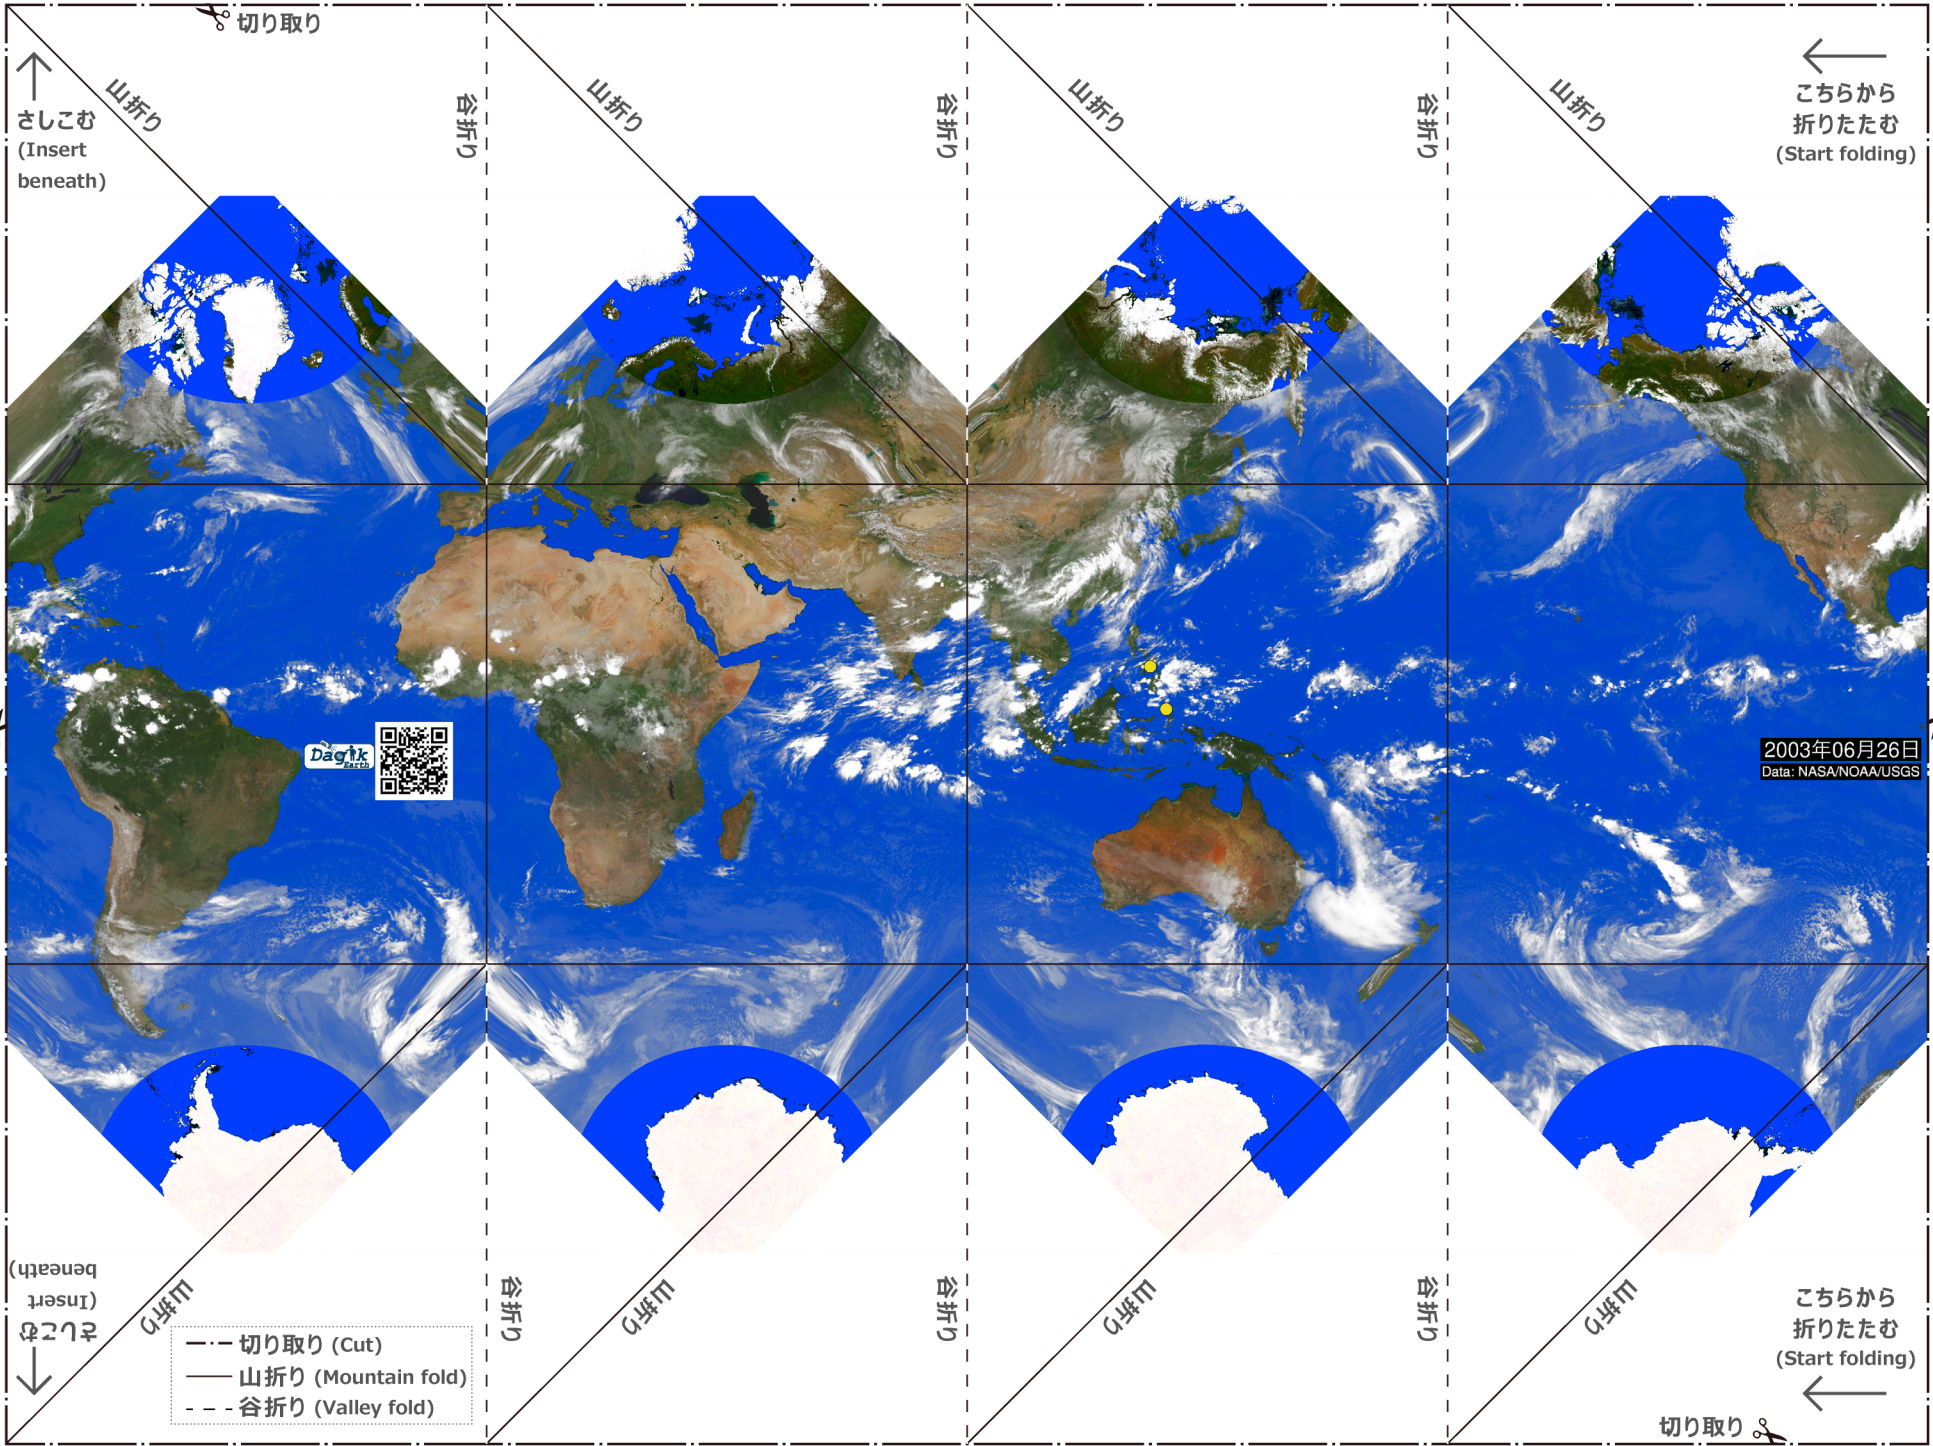 切り取り
山折り
谷折り
山折り
谷折り
山折り
谷折り
山折り
さしこむ
(Insert
beneath)
こちらから
折りたたむ
(Start folding)
Dagik
Earth
2003年06月26日
Data: NASA/NOAA/USGS
さしこむ
(Insert
beneath)
山折り
谷折り
山折り
谷折り
山折り
谷折り
山折り
こちらから
折りたたむ
(Start folding)
切り取り (Cut)
山折り (Mountain fold)
谷折り (Valley fold)
切り取り